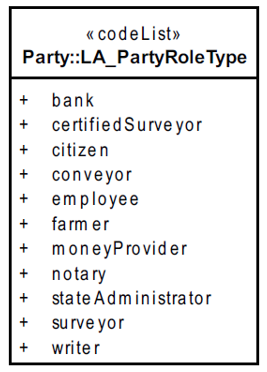 «codeList»
Party::LA_PartyRoleType
+ bank
+ certifiedSurveyor
+ citizen
+ conveyor
+ employee
+ farmer
+ moneyProvider
+ notary
+ stateAdministrator
+ surveyor
+ writer